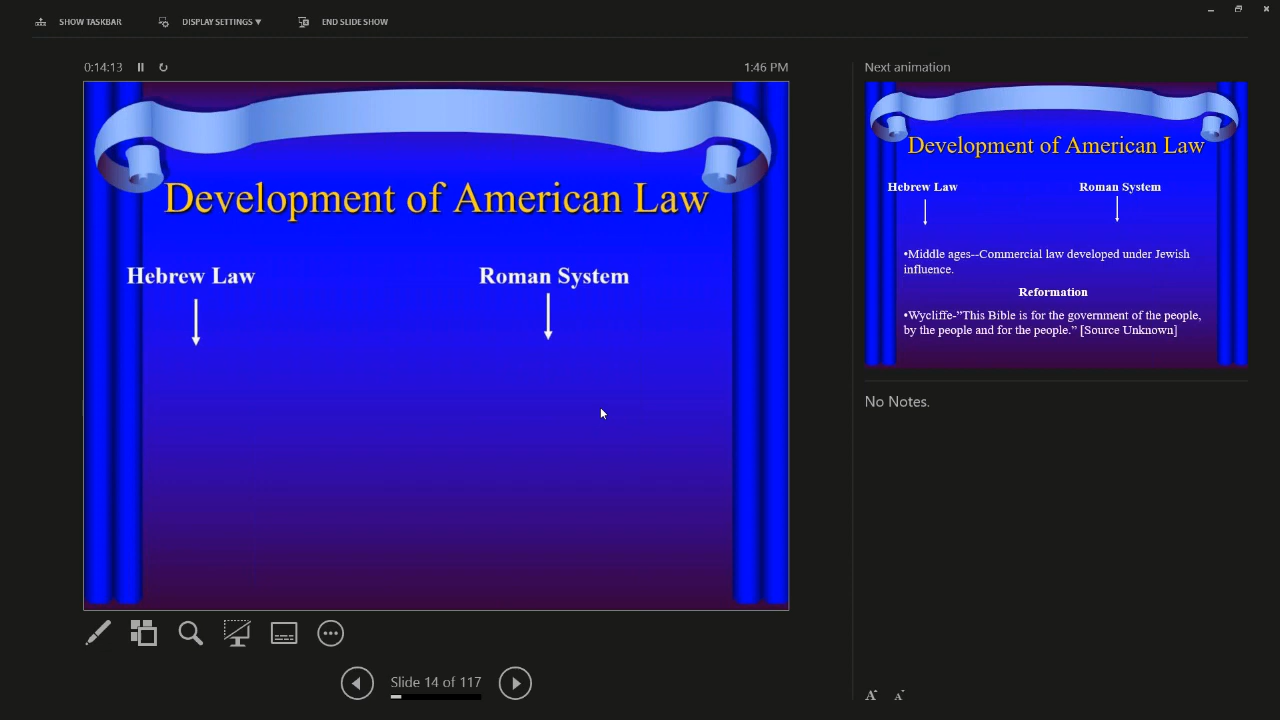 SHOW TASKBAR
DISPLAY SETTINGS ▼
END SLIDE SHOW
0:14:13
1:46 PM
Development of American Law
Hebrew Law
Roman System
Slide 14 of 117
Next animation
Development of American Law
Hebrew Law
Roman System
•Middle ages--Commercial law developed under Jewish
influence.
Reformation
•Wycliffe-”This Bible is for the government of the people,
by the people and for the people.” [Source Unknown]
No Notes.
A
A